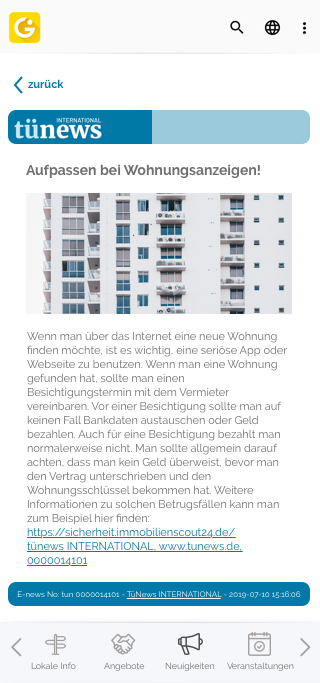 zurück
INTERNATIONAL
tünews
Aufpassen bei Wohnungsanzeigen!
Wenn man über das Internet eine neue Wohnung
finden möchte, ist es wichtig, eine seriöse App oder
Webseite zu benutzen. Wenn man eine Wohnung
gefunden hat, sollte man einen
Besichtigungstermin mit dem Vermieter
vereinbaren. Vor einer Besichtigung sollte man auf
keinen Fall Bankdaten austauschen oder Geld
bezahlen. Auch für eine Besichtigung bezahlt man
normalerweise nicht. Man sollte allgemein darauf
achten, dass man kein Geld überweist, bevor man
den Vertrag unterschrieben und den
Wohnungsschlüssel bekommen hat. Weitere
Informationen zu solchen Betrugsfällen kann man
zum Beispiel hier finden:
https://sicherheit.immobilienscout24.de/
tünews INTERNATIONAL, www.tunews.de,
0000014101
E-news No: tun 0000014101 - TüNews INTERNATIONAL - 2019-07-10 15:16:06
Lokale Info
Angebote
Neuigkeiten
Veranstaltungen